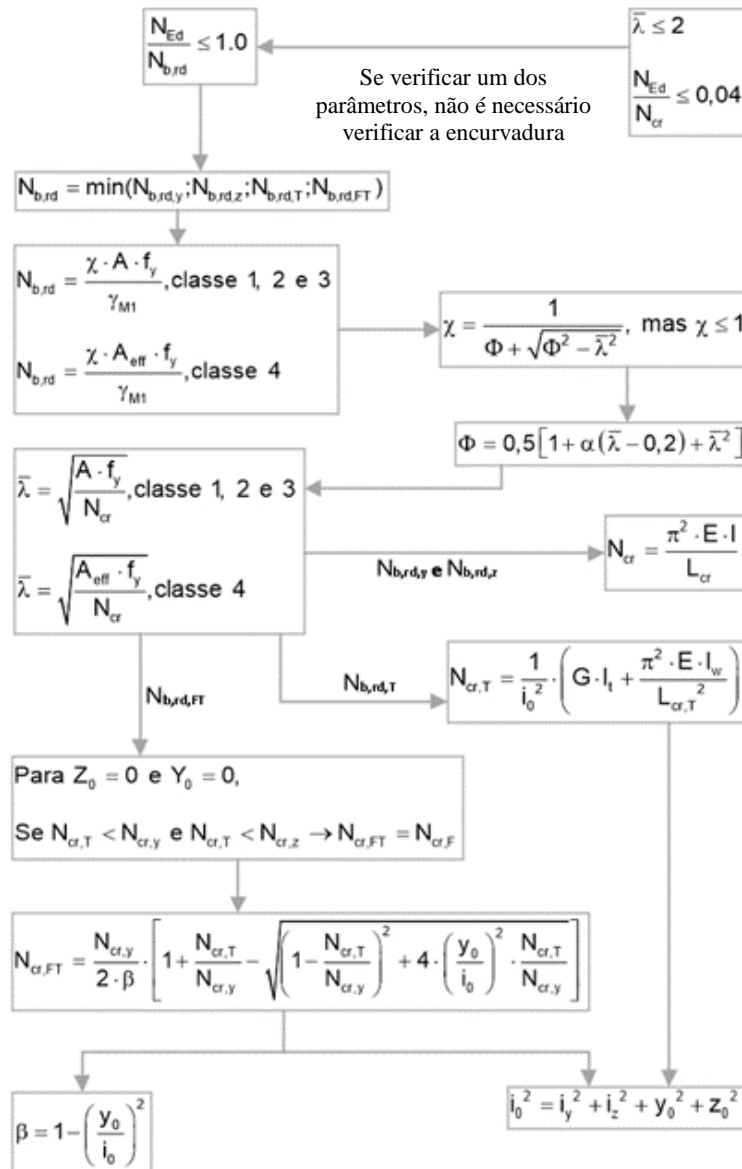 N_Ed / N_b,rd ≤ 1.0
λ̄ ≤ 2
N_Ed / N_cr ≤ 0,04
Se verificar um dos
parâmetros, não é necessário
verificar a encurvadura
N_b,rd = min(N_b,rd,y;N_b,rd,z;N_b,rd,T;N_b,rd,FT)
N_b,rd = χ · A · f_y / γ_M1 ,classe 1, 2 e 3
N_b,rd = χ · A_eff · f_y / γ_M1 ,classe 4
χ = 1 / (Φ + √(Φ² − λ̄²)), mas χ ≤ 1
Φ = 0,5[1 + α(λ̄ − 0,2) + λ̄²]
λ̄ = √(A · f_y / N_cr) ,classe 1, 2 e 3
λ̄ = √(A_eff · f_y / N_cr) ,classe 4
N_b,rd,y e N_b,rd,z
N_cr = π² · E · I / L_cr
N_b,rd,FT
N_b,rd,T
N_cr,T = 1 / i_0² · (G · I_t + π² · E · I_w / L_cr,T²)
Para Z_0 = 0 e Y_0 = 0,
Se N_cr,T < N_cr,y e N_cr,T < N_cr,z → N_cr,FT = N_cr,F
N_cr,FT = N_cr,y / (2 · β) · [1 + N_cr,T / N_cr,y − √((1 − N_cr,T / N_cr,y)² + 4 · (y_0 / i_0)² · N_cr,T / N_cr,y)]
β = 1 − (y_0 / i_0)²
i_0² = i_y² + i_z² + y_0² + z_0²